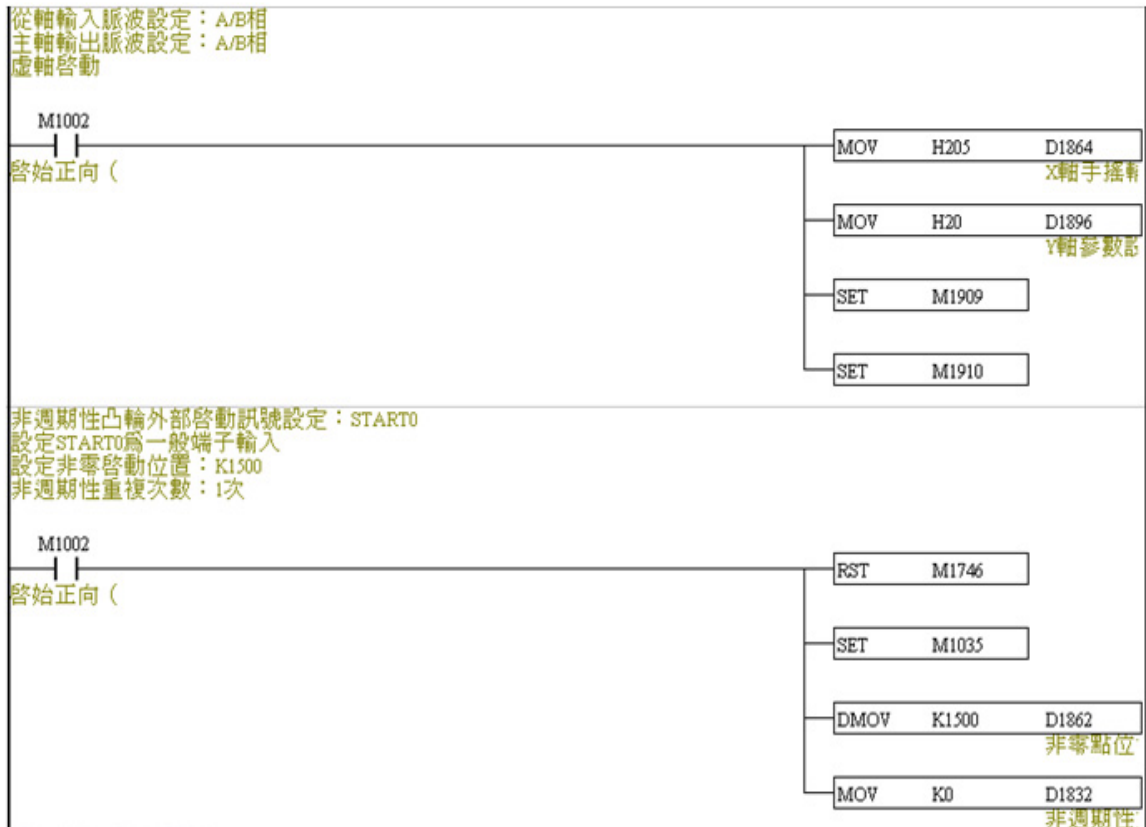 從軸輸入脈波設定：A/B相
主軸輸出脈波設定：A/B相
虛軸啓動
M1002
啓始正向（
MOV H205 D1864
X軸手搖輪
MOV H20 D1896
Y軸參數設
SET M1909
SET M1910
非週期性凸輪外部啓動訊號設定：START0
設定START0爲一般端子輸入
設定非零啓動位置：K1500
非週期性重複次數：1次
M1002
啓始正向（
RST M1746
SET M1035
DMOV K1500 D1862
非零點位
MOV K0 D1832
非週期性